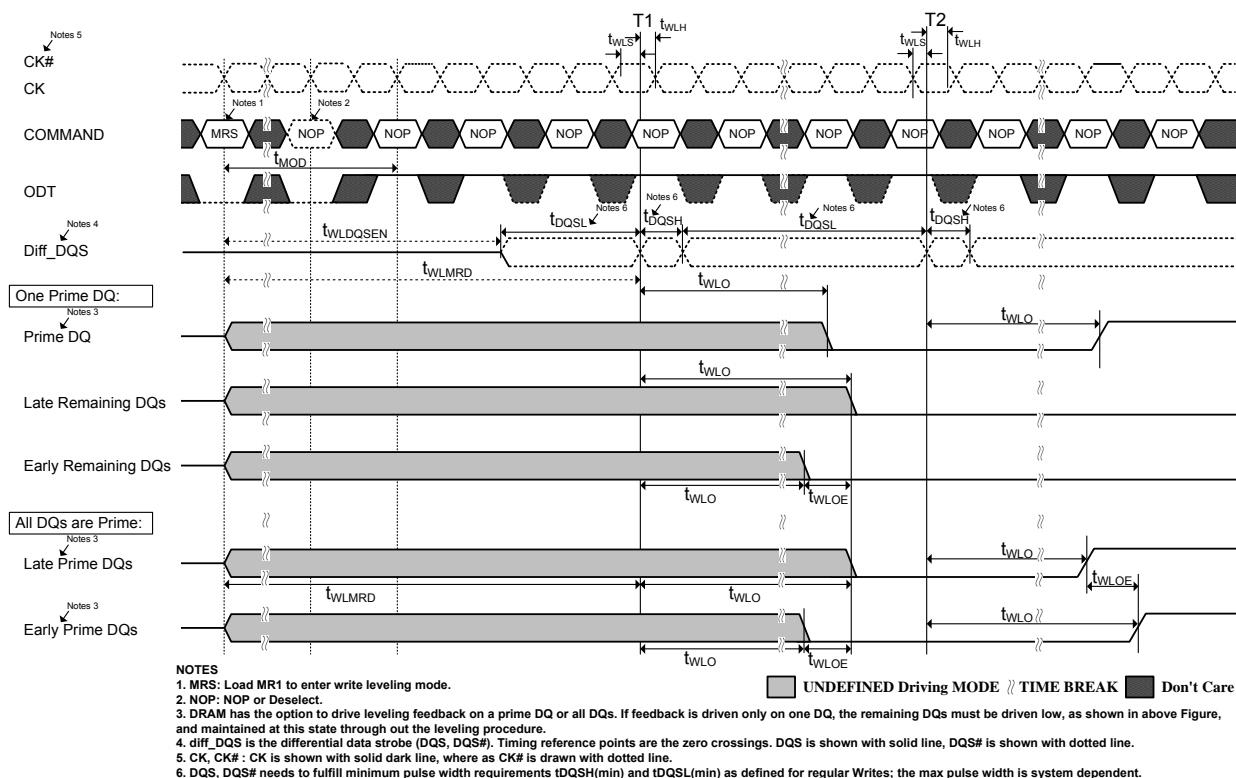 T1 T2
Notes 5 tWLS tWLH tWLS tWLH
CK#
CK
Notes 1 Notes 2
COMMAND MRS NOP NOP NOP NOP NOP NOP NOP NOP NOP NOP NOP
tMOD
ODT
Notes 4 Notes 6 Notes 6 Notes 6 Notes 6
tWLDQSEN tDQSL tDQSH tDQSL tDQSH
Diff_DQS
tWLMRD
One Prime DQ:
tWLO tWLO
Notes 3
Prime DQ
tWLO
Late Remaining DQs
Early Remaining DQs
tWLO tWLOE
All DQs are Prime:
Notes 3
Late Prime DQs tWLO
tWLMRD tWLO tWLOE
Notes 3
Early Prime DQs tWLO
tWLO tWLOE
NOTES
1. MRS: Load MR1 to enter write leveling mode.
UNDEFINED Driving MODE TIME BREAK Don't Care
2. NOP: NOP or Deselect.
3. DRAM has the option to drive leveling feedback on a prime DQ or all DQs. If feedback is driven only on one DQ, the remaining DQs must be driven low, as shown in above Figure,
and maintained at this state through out the leveling procedure.
4. diff_DQS is the differential data strobe (DQS, DQS#). Timing reference points are the zero crossings. DQS is shown with solid line, DQS# is shown with dotted line.
5. CK, CK# : CK is shown with solid dark line, where as CK# is drawn with dotted line.
6. DQS, DQS# needs to fulfill minimum pulse width requirements tDQSH(min) and tDQSL(min) as defined for regular Writes; the max pulse width is system dependent.